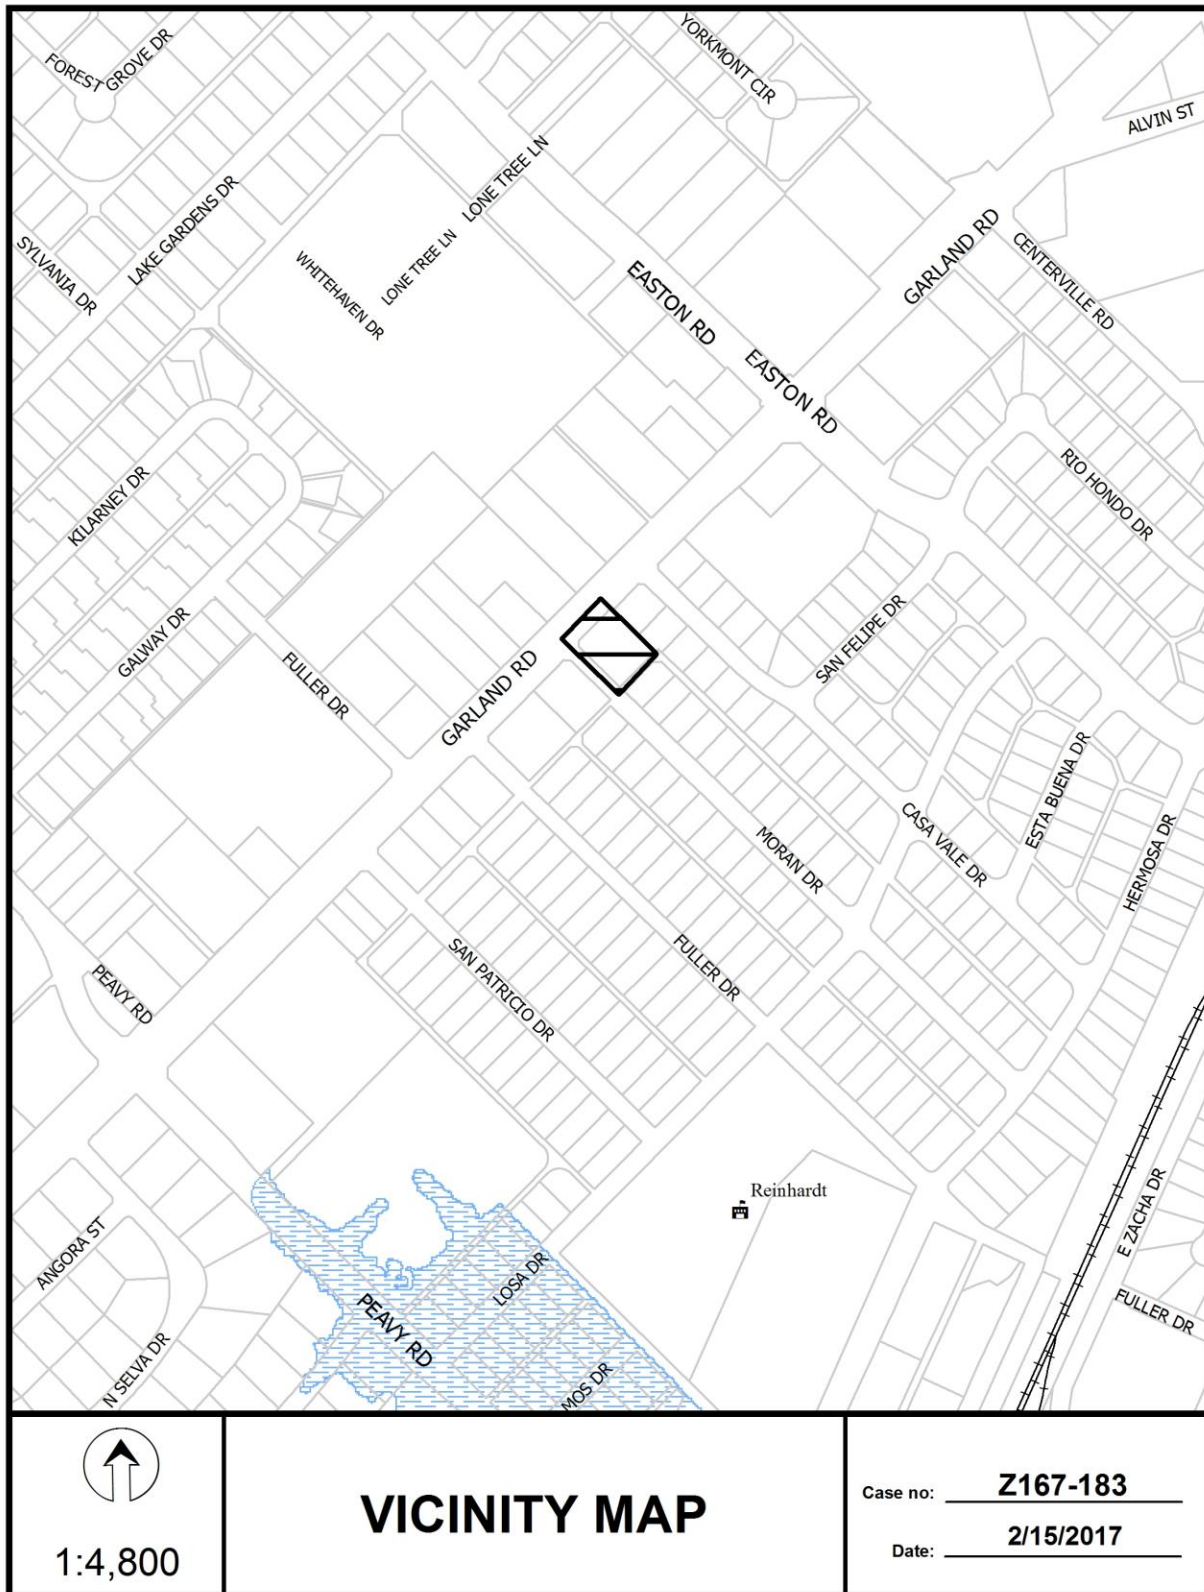 YORKMONT CIR
FOREST GROVE DR
ALVIN ST
LONE TREE LN
LAKE GARDENS DR
SYLVANIA DR
WHITEHAVEN DR
LONE TREE LN
GARLAND RD
CENTERVILLE RD
EASTON RD
EASTON RD
RIO HONDO DR
KILARNEY DR
GALWAY DR
FULLER DR
GARLAND RD
SAN FELIPE DR
ESTA BUENA DR
CASA VALE DR
HERMOSA DR
MORAN DR
SAN PATRICIO DR
FULLER DR
PEAVY RD
Reinhardt
E ZACHA DR
ANGORA ST
LOSA DR
PEAVY RD
FULLER DR
N SELVA DR
MOS DR
1:4,800
VICINITY MAP
Case no: Z167-183
Date: 2/15/2017